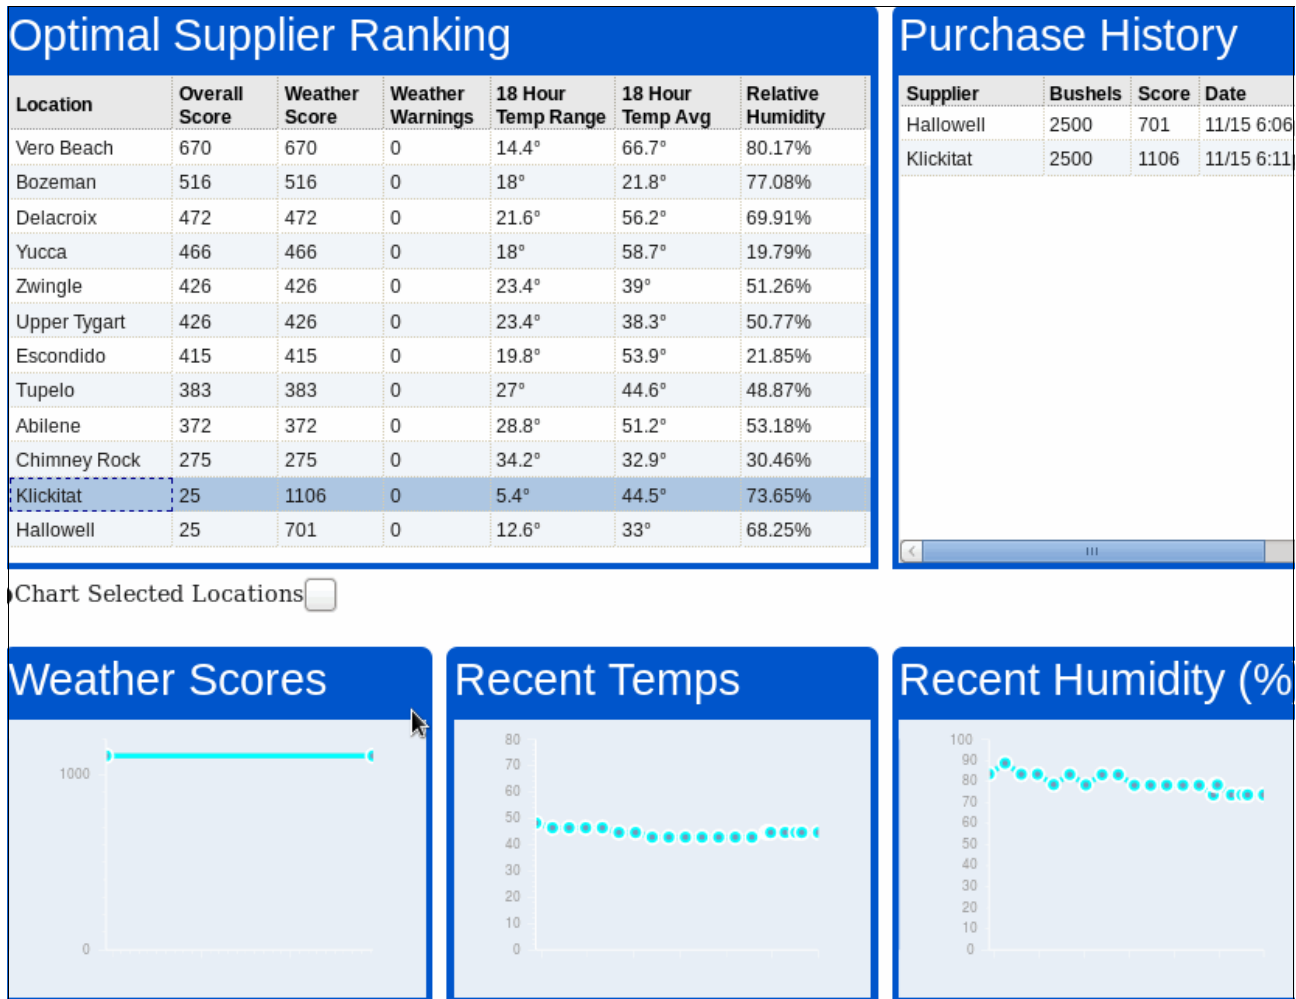 Optimal Supplier Ranking
Location Overall Score Weather Score Weather Warnings 18 Hour Temp Range 18 Hour Temp Avg Relative Humidity
Vero Beach 670 670 0 14.4° 66.7° 80.17%
Bozeman 516 516 0 18° 21.8° 77.08%
Delacroix 472 472 0 21.6° 56.2° 69.91%
Yucca 466 466 0 18° 58.7° 19.79%
Zwingle 426 426 0 23.4° 39° 51.26%
Upper Tygart 426 426 0 23.4° 38.3° 50.77%
Escondido 415 415 0 19.8° 53.9° 21.85%
Tupelo 383 383 0 27° 44.6° 48.87%
Abilene 372 372 0 28.8° 51.2° 53.18%
Chimney Rock 275 275 0 34.2° 32.9° 30.46%
Klickitat 25 1106 0 5.4° 44.5° 73.65%
Hallowell 25 701 0 12.6° 33° 68.25%
Purchase History
Supplier Bushels Score Date
Hallowell 2500 701 11/15 6:06
Klickitat 2500 1106 11/15 6:11
Chart Selected Locations
Weather Scores
1000
0
Recent Temps
80
70
60
50
40
30
20
10
0
Recent Humidity (%)
100
90
80
70
60
50
40
30
20
10
0